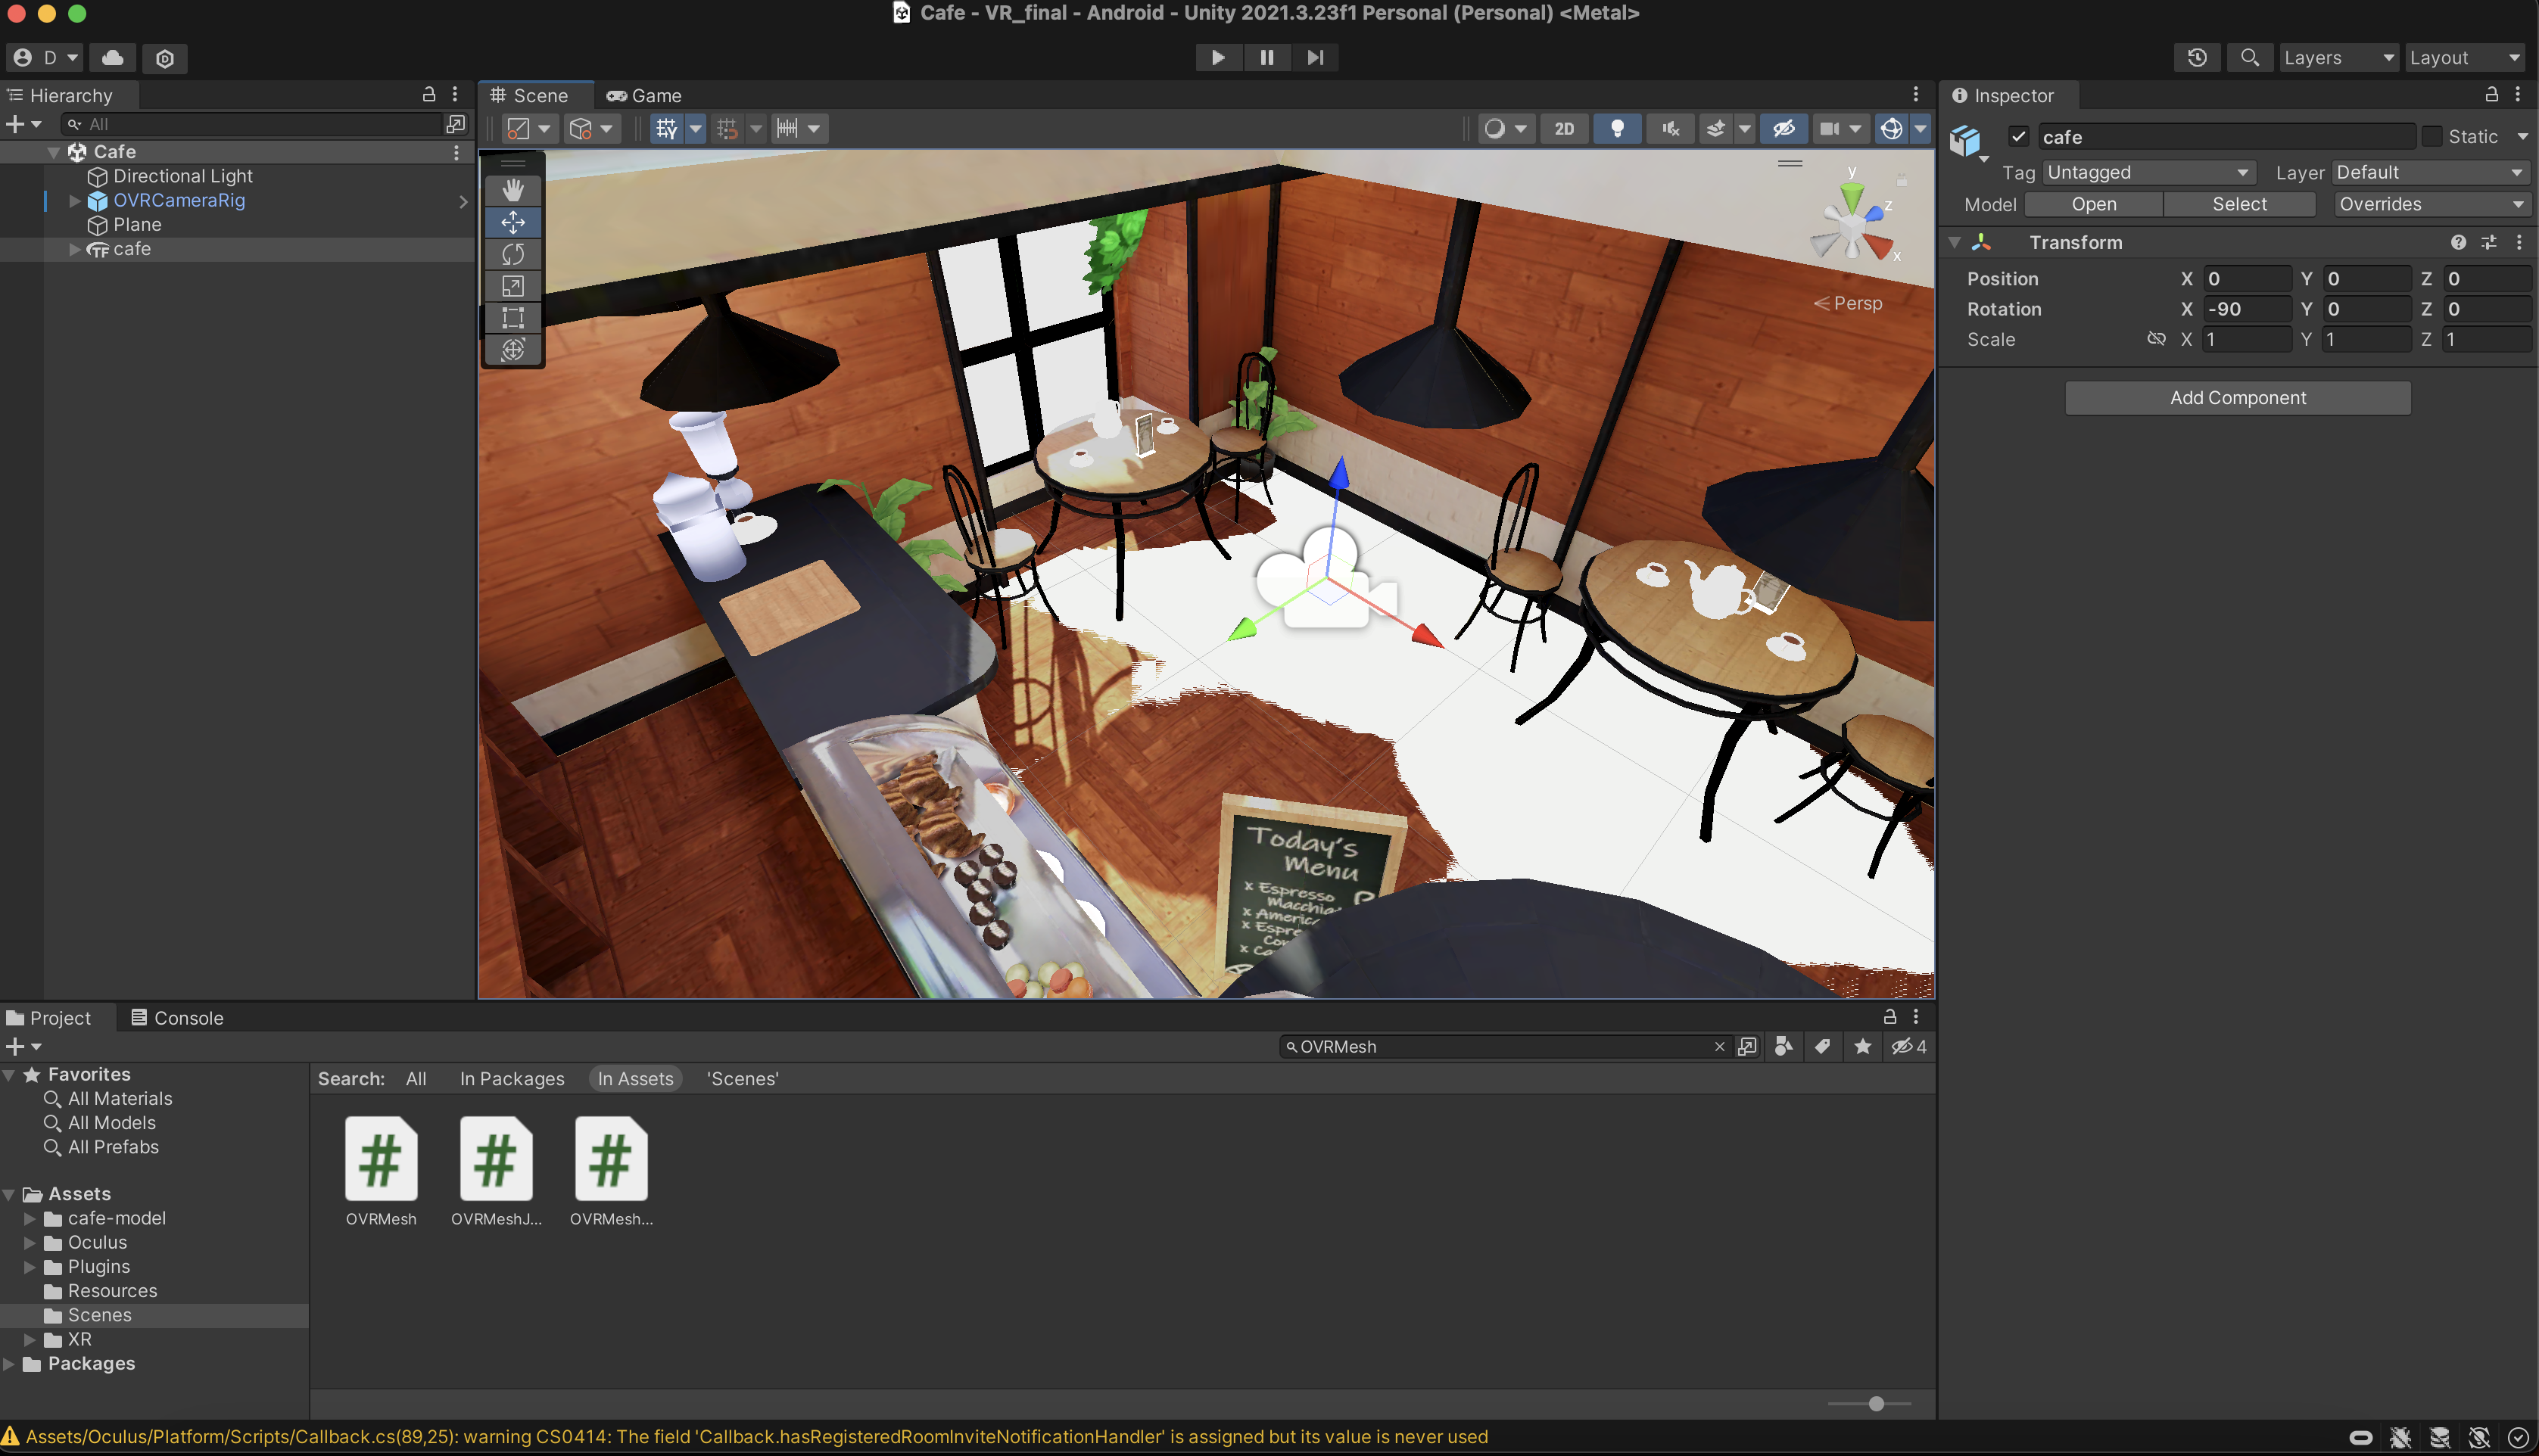 Cafe - VR_final - Android - Unity 2021.3.23f1 Personal (Personal) <Metal>
D
Layers
Layout
Hierarchy
All
Cafe
Directional Light
OVRCameraRig
Plane
cafe
Scene
Game
2D
y
z
x
Persp
Today's
Menu
x Espresso
x Espre
Inspector
cafe
Static
Tag Untagged
Layer Default
Model Open Select Overrides
Transform
Position X 0 Y 0 Z 0
Rotation X -90 Y 0 Z 0
Scale X 1 Y 1 Z 1
Add Component
Project
Console
OVRMesh
4
Favorites
All Materials
All Models
All Prefabs
Assets
cafe-model
Oculus
Plugins
Resources
Scenes
XR
Packages
Search: All In Packages In Assets 'Scenes'
OVRMesh
OVRMeshJ...
OVRMesh...
Assets/Oculus/Platform/Scripts/Callback.cs(89,25): warning CS0414: The field 'Callback.hasRegisteredRoomInviteNotificationHandler' is assigned but its value is never used